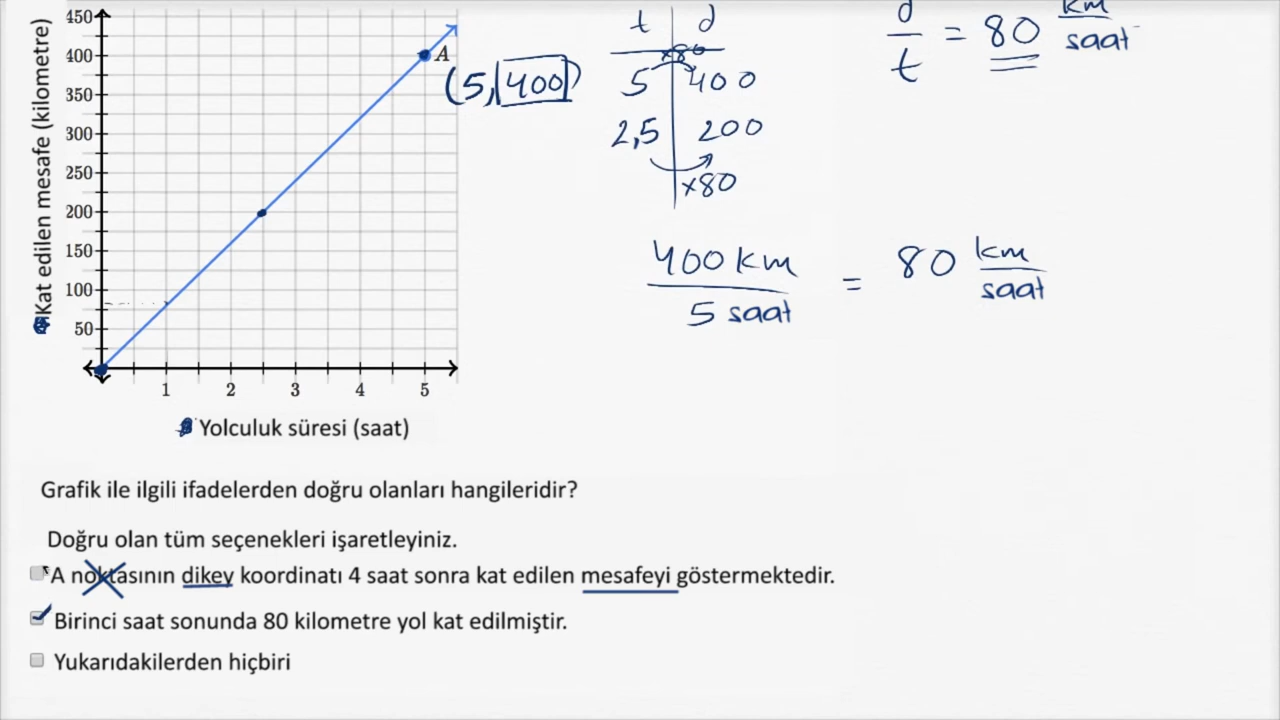 Kat edilen mesafe (kilometre)
450
400
350
300
250
200
150
100
50
A
(5, 400)
1 2 3 4 5
Yolculuk süresi (saat)
t d
×80
5 400
2,5 200
×80
d/t = 80 km/saat
400 km / 5 saat = 80 km/saat
Grafik ile ilgili ifadelerden doğru olanları hangileridir?
Doğru olan tüm seçenekleri işaretleyiniz.
A noktasının dikey koordinatı 4 saat sonra kat edilen mesafeyi göstermektedir.
Birinci saat sonunda 80 kilometre yol kat edilmiştir.
Yukarıdakilerden hiçbiri